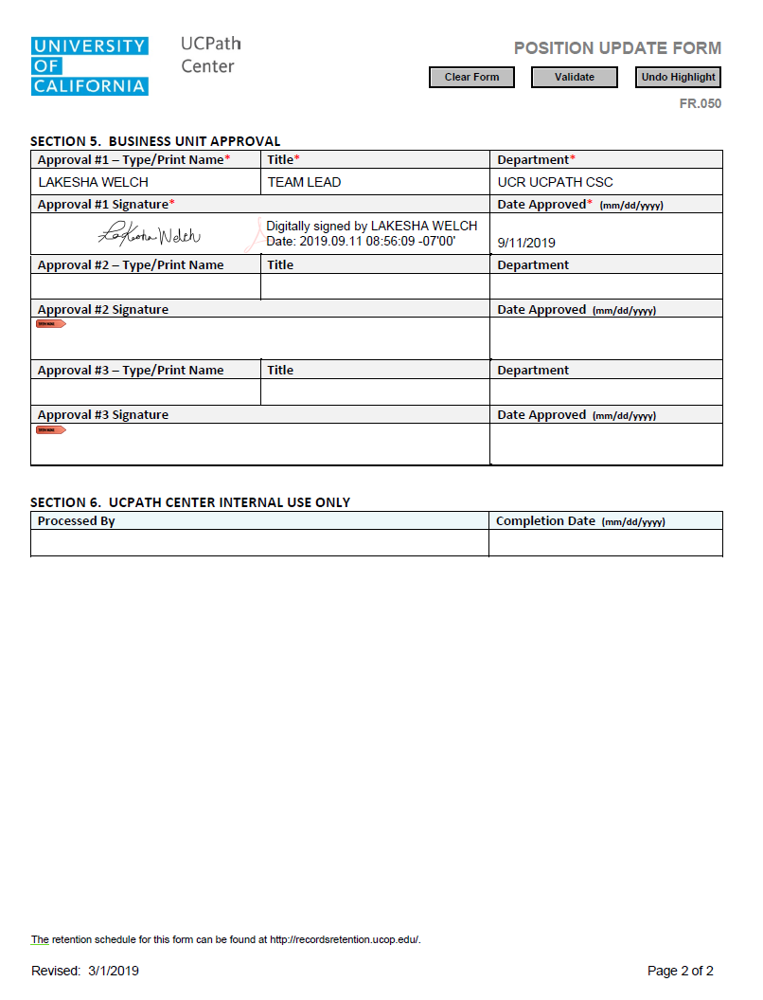 UNIVERSITY
OF
CALIFORNIA
UCPath
Center
POSITION UPDATE FORM
Clear Form Validate Undo Highlight
FR.050
SECTION 5. BUSINESS UNIT APPROVAL
Approval #1 – Type/Print Name* Title* Department*
LAKESHA WELCH TEAM LEAD UCR UCPATH CSC
Approval #1 Signature* Date Approved* (mm/dd/yyyy)
LaKesha Welch
Digitally signed by LAKESHA WELCH
Date: 2019.09.11 08:56:09 -07'00'
9/11/2019
Approval #2 – Type/Print Name Title Department
Approval #2 Signature Date Approved (mm/dd/yyyy)
Approval #3 – Type/Print Name Title Department
Approval #3 Signature Date Approved (mm/dd/yyyy)
SECTION 6. UCPATH CENTER INTERNAL USE ONLY
Processed By Completion Date (mm/dd/yyyy)
The retention schedule for this form can be found at http://recordsretention.ucop.edu/.
Revised: 3/1/2019 Page 2 of 2